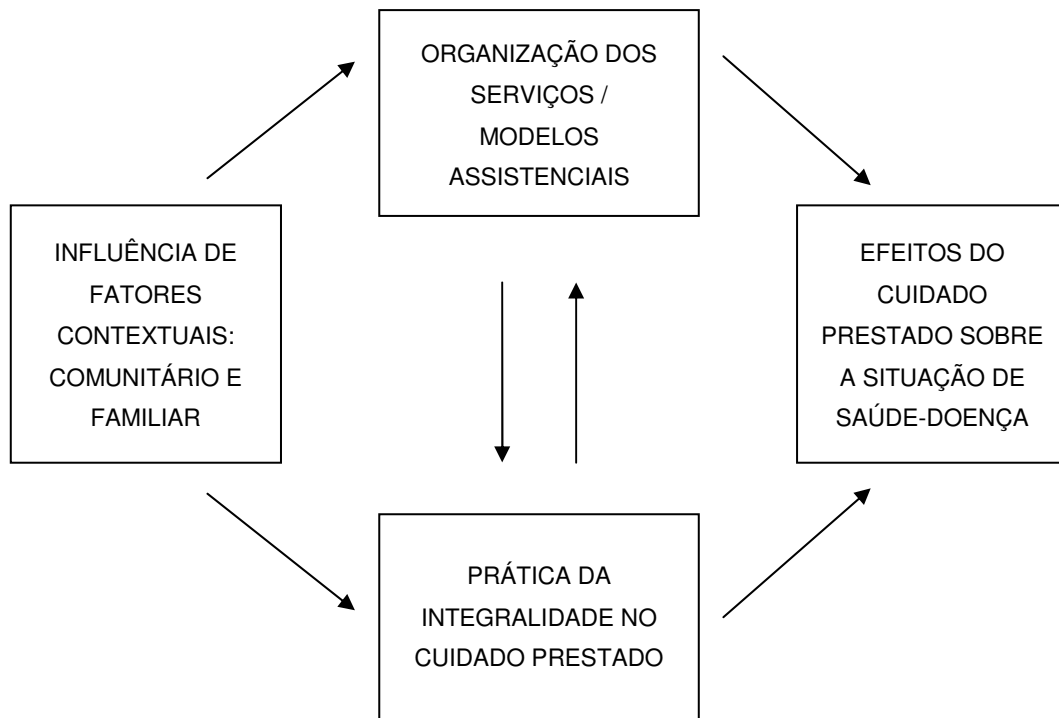 ORGANIZAÇÃO DOS
SERVIÇOS /
MODELOS
ASSISTENCIAIS
INFLUÊNCIA DE
FATORES
CONTEXTUAIS:
COMUNITÁRIO E
FAMILIAR
EFEITOS DO
CUIDADO
PRESTADO SOBRE
A SITUAÇÃO DE
SAÚDE-DOENÇA
PRÁTICA DA
INTEGRALIDADE NO
CUIDADO PRESTADO